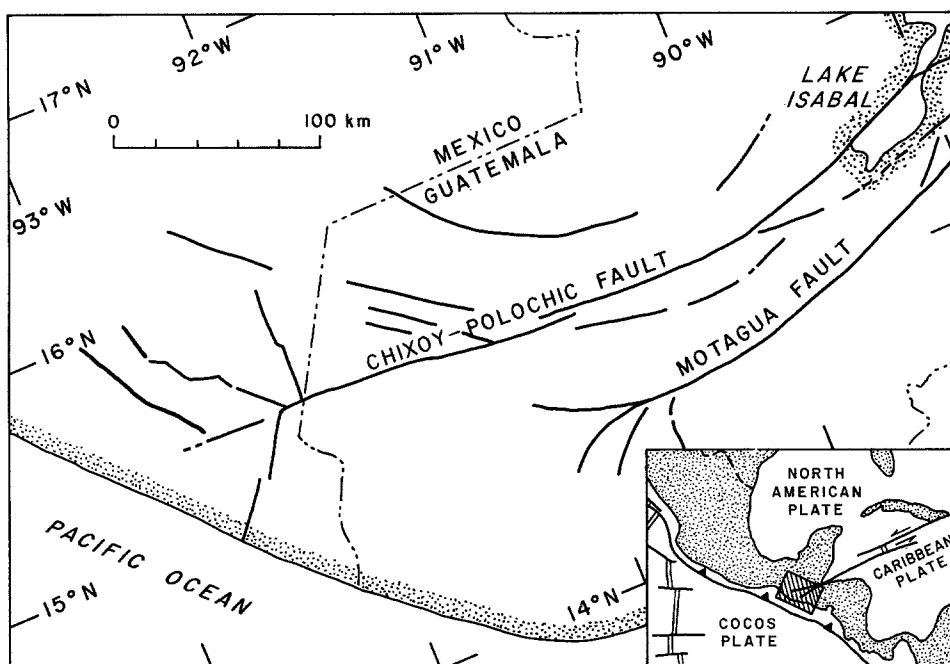 92° W
91° W
90° W
17° N
LAKE
ISABAL
0 100 km
MEXICO
GUATEMALA
93° W
CHIXOY-POLOCHIC FAULT
MOTAGUA FAULT
16° N
PACIFIC OCEAN
15° N
14° N
NORTH
AMERICAN
PLATE
CARIBBEAN
PLATE
COCOS
PLATE